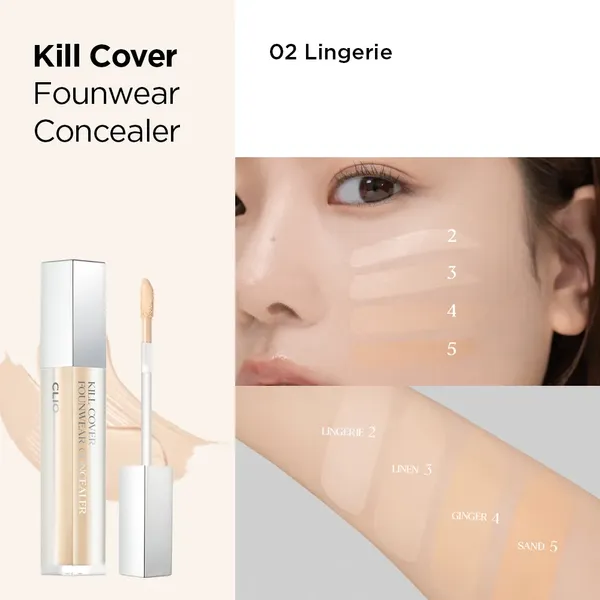 Kill Cover
Founwear
Concealer
02 Lingerie
2
3
4
5
CLIO
KILL COVER
FOUNWEAR CONCEALER
LINGERIE 2
LINEN 3
GINGER 4
SAND 5